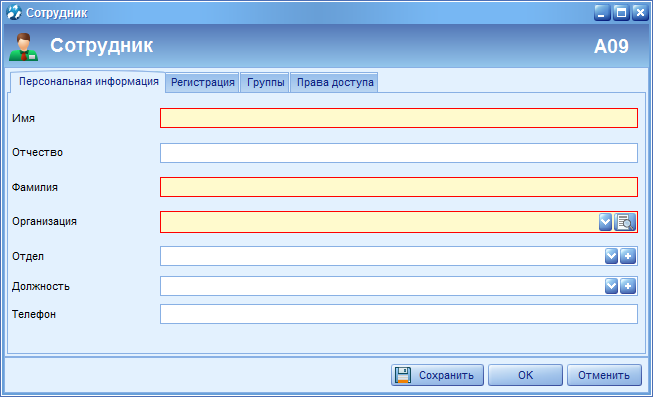 Сотрудник
Сотрудник A09
Персональная информация Регистрация Группы Права доступа
Имя
Отчество
Фамилия
Организация
Отдел
Должность
Телефон
Сохранить OK Отменить